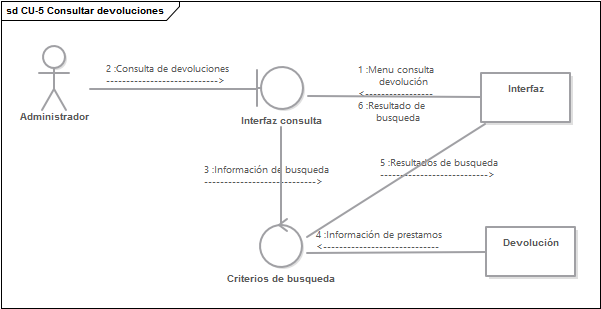 sd CU-5 Consultar devoluciones
2 :Consulta de devoluciones
1 :Menu consulta
devolución
Interfaz
6 :Resultado de
busqueda
Administrador
Interfaz consulta
3 :Información de busqueda
5 :Resultados de busqueda
4 :Información de prestamos
Devolución
Criterios de busqueda